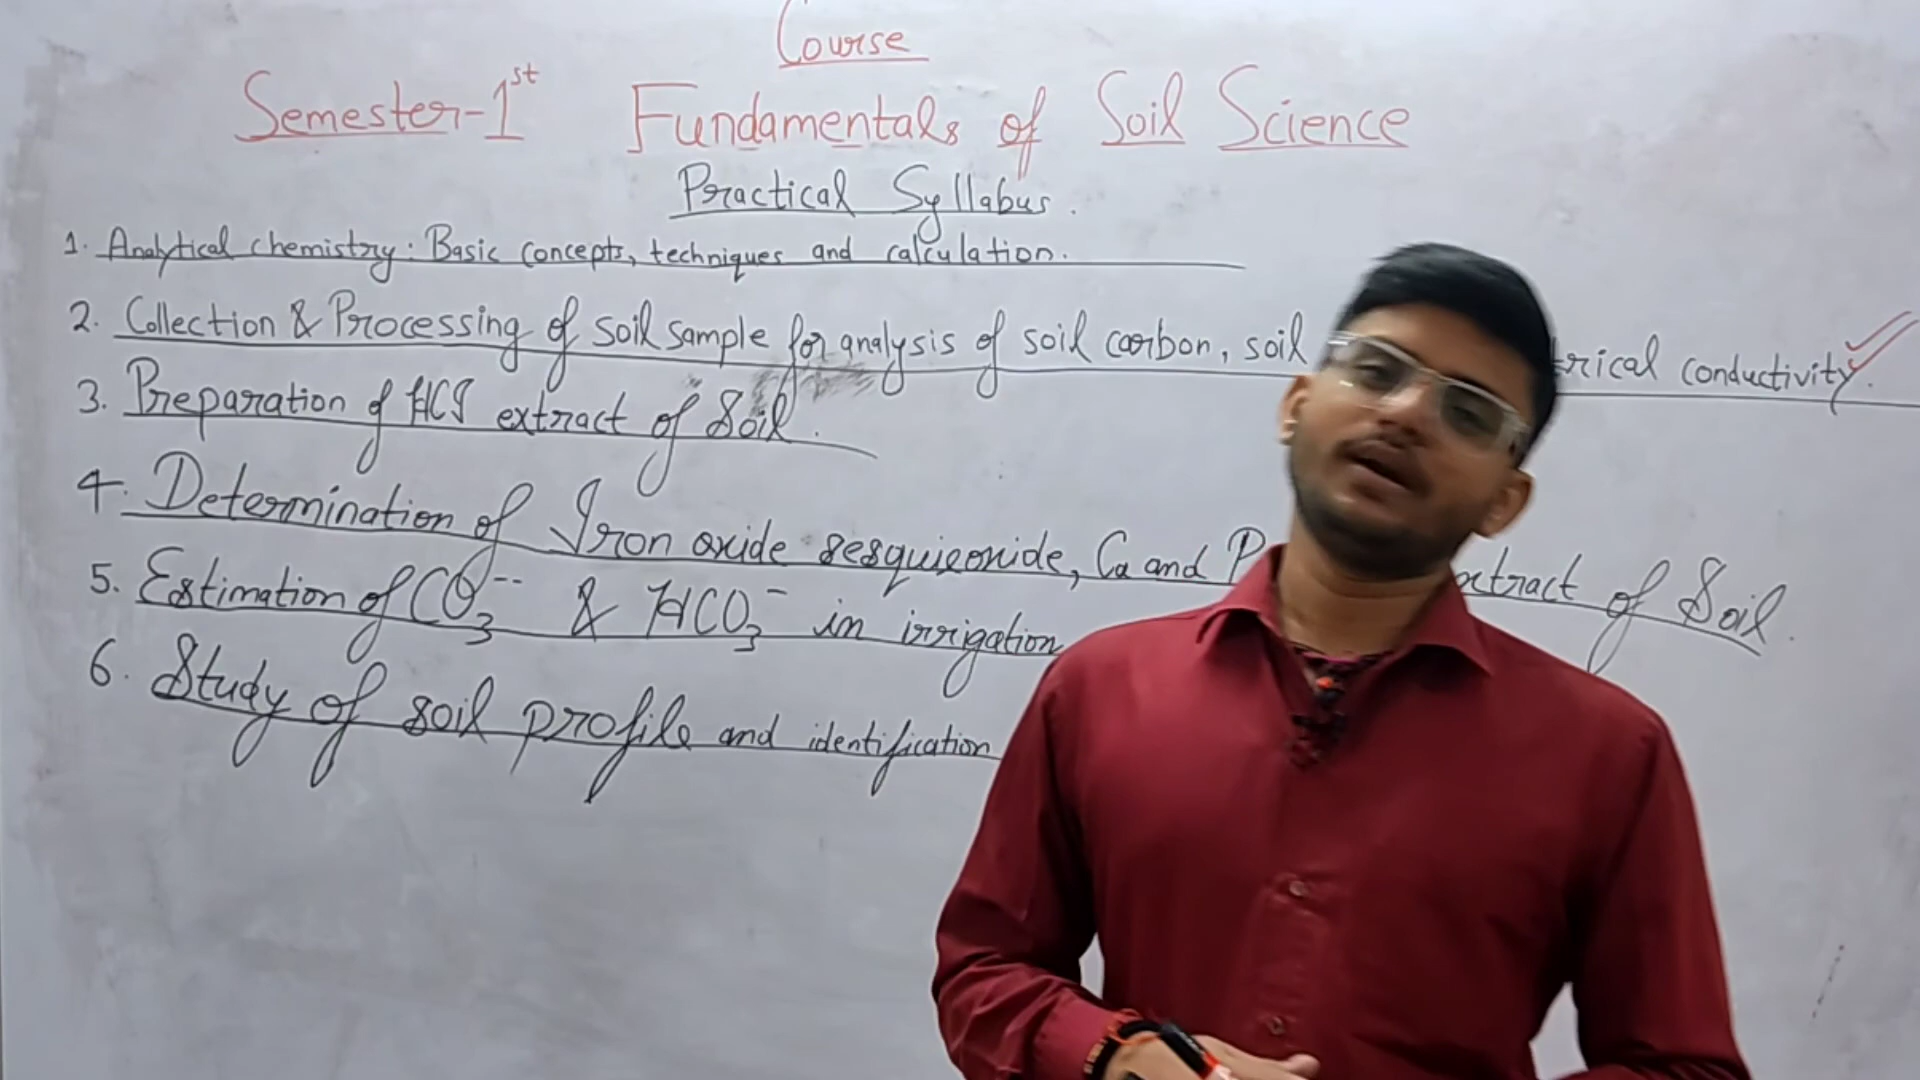 Course
Semester-1st Fundamentals of Soil Science
Practical Syllabus.
1. Analytical chemistry: Basic concepts, techniques and calculation.
2. Collection & Processing of soil sample for analysis of soil carbon, soil trical conductivity.
3. Preparation of HCl extract of Soil.
4. Determination of Iron oxide sesquioxide, Ca and P xtract of Soil.
5. Estimation of CO3-- & HCO3- in irrigation
6. Study of soil profile and identification